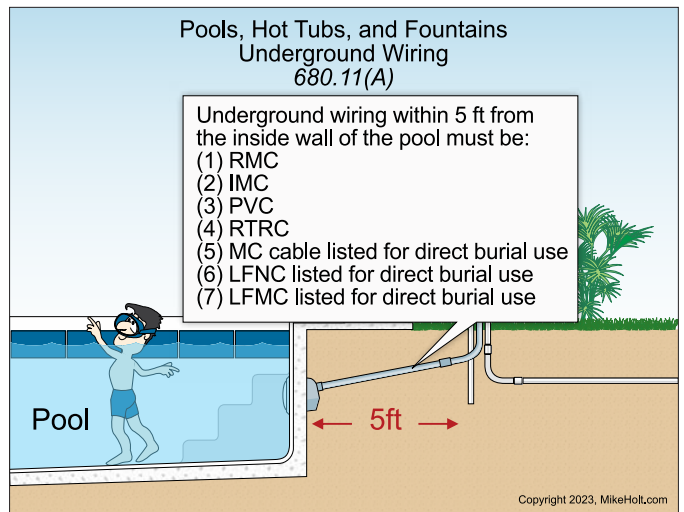 Pools, Hot Tubs, and Fountains
Underground Wiring
680.11(A)
Underground wiring within 5 ft from
the inside wall of the pool must be:
(1) RMC
(2) IMC
(3) PVC
(4) RTRC
(5) MC cable listed for direct burial use
(6) LFNC listed for direct burial use
(7) LFMC listed for direct burial use
Pool
5ft
Copyright 2023, MikeHolt.com